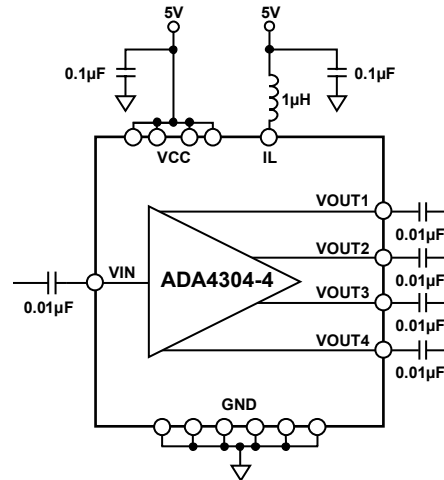 5V
5V
0.1µF
1µH
0.1µF
VCC
IL
VOUT1
0.01µF
VOUT2
VIN
ADA4304-4
0.01µF
VOUT3
0.01µF
0.01µF
VOUT4
0.01µF
GND